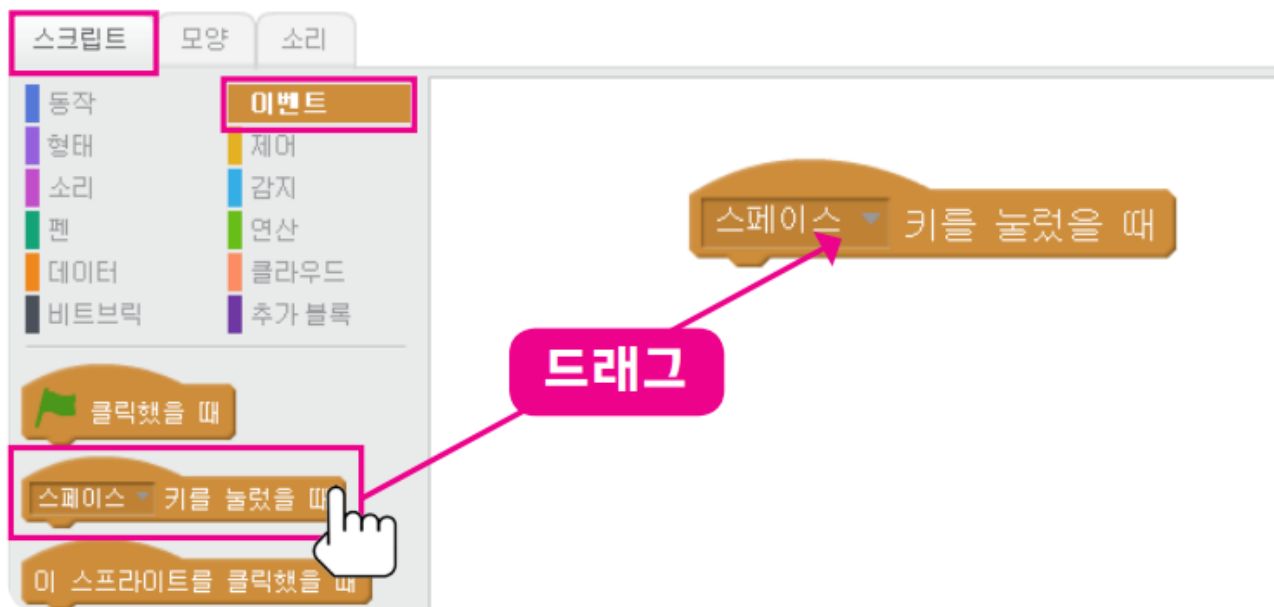 스크립트 모양 소리
동작 이벤트
형태 제어
소리 감지
펜 연산
데이터 클라우드
비트브릭 추가 블록
스페이스 키를 눌렀을 때
드래그
클릭했을 때
스페이스 키를 눌렀을 때
이 스프라이트를 클릭했을 때